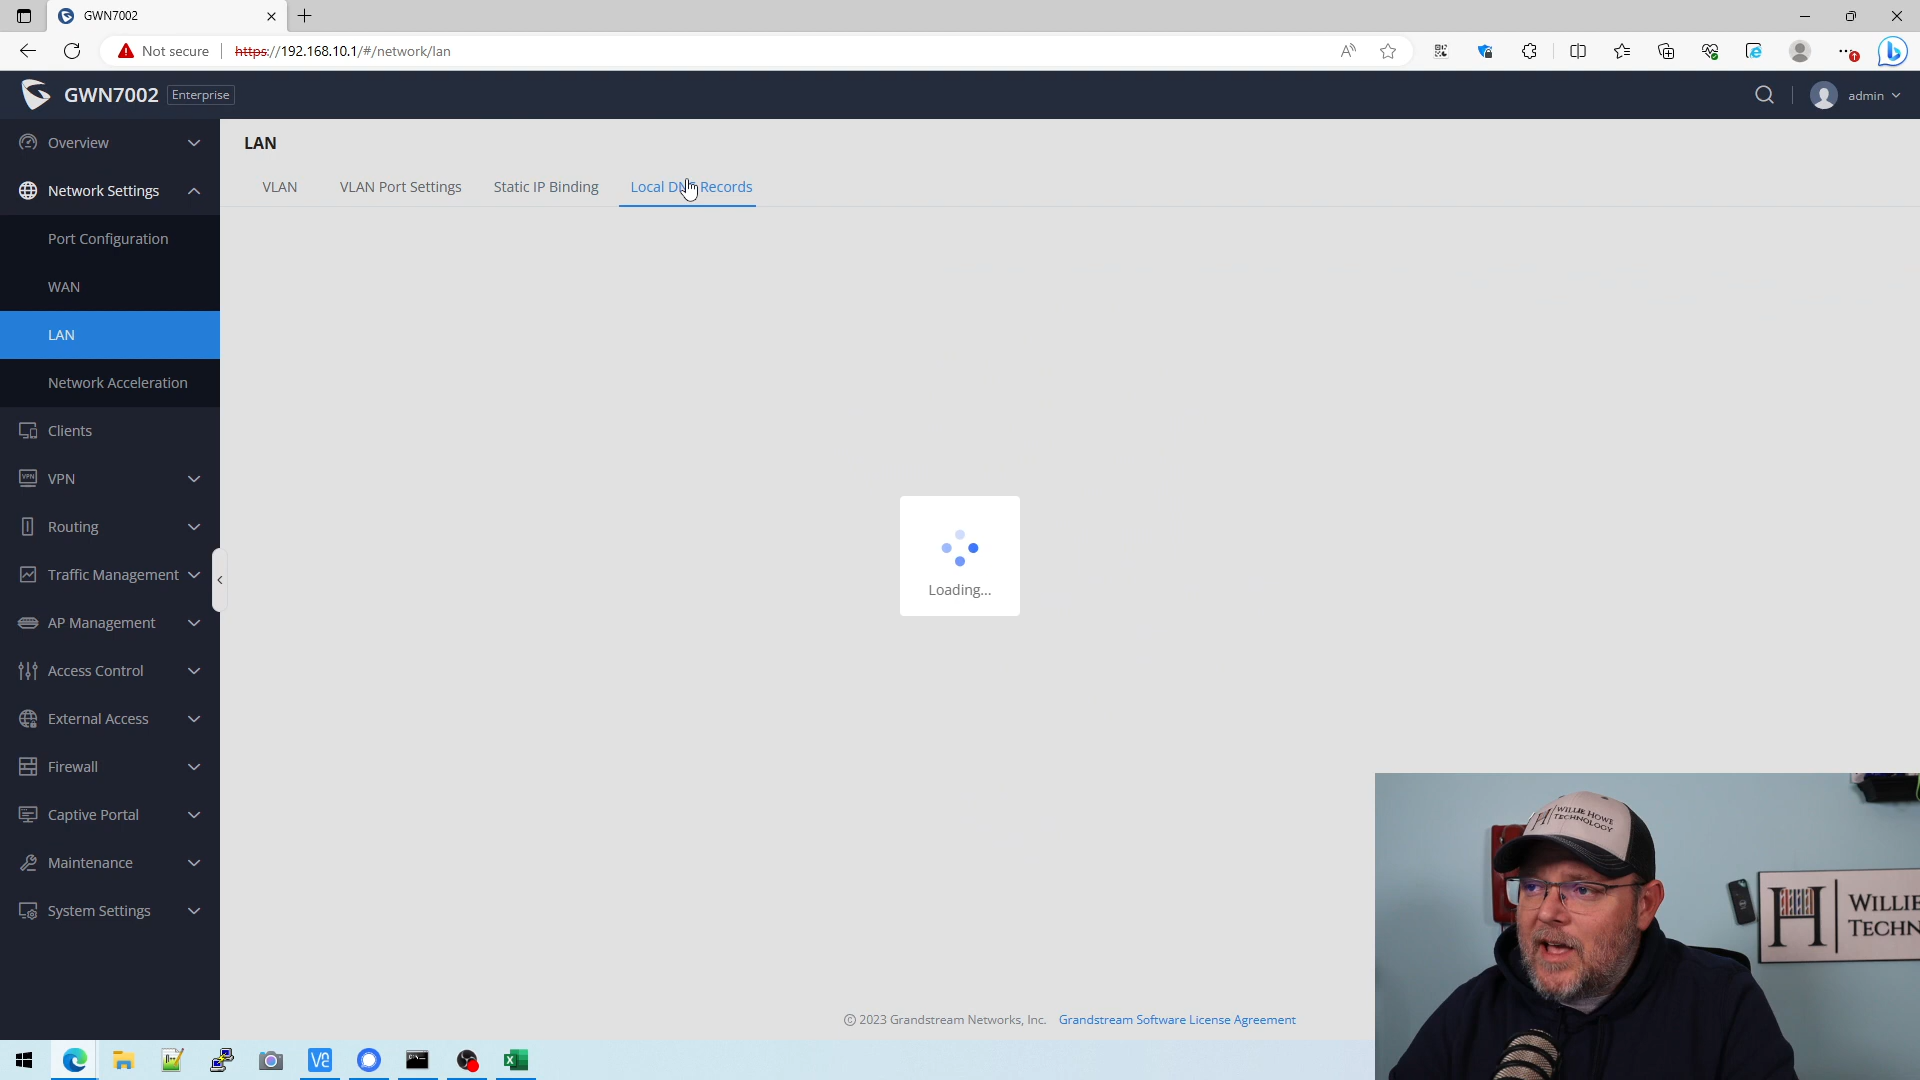 GWN7002
Not secure
https://192.168.10.1/#/network/lan
GWN7002
Enterprise
admin
Overview
LAN
Network Settings
VLAN
VLAN Port Settings
Static IP Binding
Local Records
Port Configuration
WAN
LAN
Network Acceleration
Clients
VPN
Routing
Traffic Management
Loading...
AP Management
Access Control
External Access
Firewall
Captive Portal
Maintenance
System Settings
WILLIE HOWE
TECHNOLOGY
H
WILLIE
TECHN
© 2023 Grandstream Networks, Inc.
Grandstream Software License Agreement